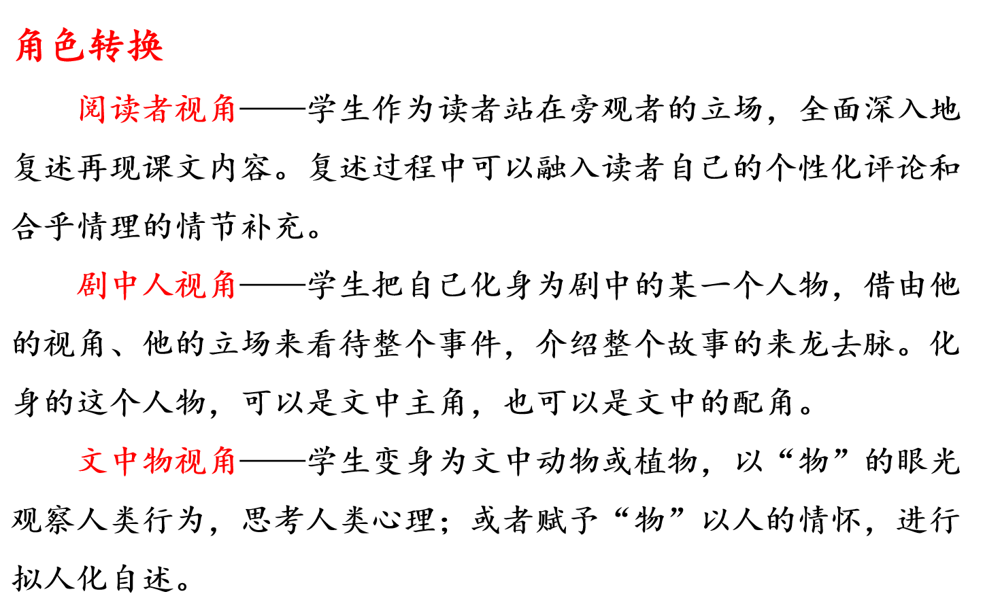 角色转换
阅读者视角——学生作为读者站在旁观者的立场，全面深入地
复述再现课文内容。复述过程中可以融入读者自己的个性化评论和
合乎情理的情节补充。
剧中人视角——学生把自己化身为剧中的某一个人物，借由他
的视角、他的立场来看待整个事件，介绍整个故事的来龙去脉。化
身的这个人物，可以是文中主角，也可以是文中的配角。
文中物视角——学生变身为文中动物或植物，以“物”的眼光
观察人类行为，思考人类心理；或者赋予“物”以人的情怀，进行
拟人化自述。